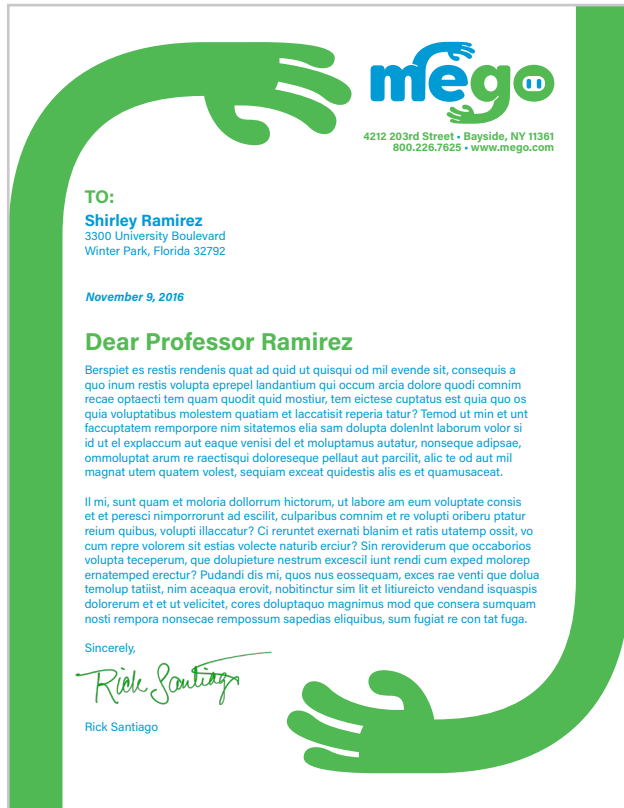 mego
4212 203rd Street • Bayside, NY 11361
800.226.7625 • www.mego.com
TO:
Shirley Ramirez
3300 University Boulevard
Winter Park, Florida 32792
November 9, 2016
Dear Professor Ramirez
Berspiet es restis rendenis quat ad quid ut quisqui od mil evende sit, consequis a
quo inum restis volupta eprepel landantium qui occum arcia dolore quodi comnim
recae optaecti tem quam quodit quid mostiur, tem eictese cuptatus est quia quo os
quia voluptatibus molestem quatiam et laccatisit reperia tatur? Temod ut min et unt
faccuptatem remporpore nim sitatemos elia sam dolupta dolenInt laborum volor si
id ut el explaccum aut eaque venisi del et moluptamus autatur, nonseque adipsae,
ommoluptat arum re raectisqui doloreseque pellaut aut parcilit, alic te od aut mil
magnat utem quatem volest, sequiam exceat quidestis alis es et quamusaceat.
Il mi, sunt quam et moloria dollorrum hictorum, ut labore am eum voluptate consis
et et peresci nimporrorunt ad escilit, culparibus comnim et re volupti oriberu ptatur
reium quibus, volupti illaccatur? Ci reruntet exernati blanim et ratis utatemp ossit, vo
cum repre volorem sit estias volecte naturib erciur? Sin reroviderum que occaborios
volupta teceperum, que dolupieture nestrum excescil iunt rendi cum exped molorep
ernatemped erectur? Pudandi dis mi, quos nus eossequam, exces rae venti que dolua
temolup tatiist, nim aceaqua erovit, nobitinctur sim lit et litiureicto vendand isquaspis
dolorerum et et ut velicitet, cores doluptaquo magnimus mod que consera sumquam
nosti rempora nonsecae rempossum sapedias eliquibus, sum fugiat re con tat fuga.
Sincerely,
Rick Santiago
Rick Santiago